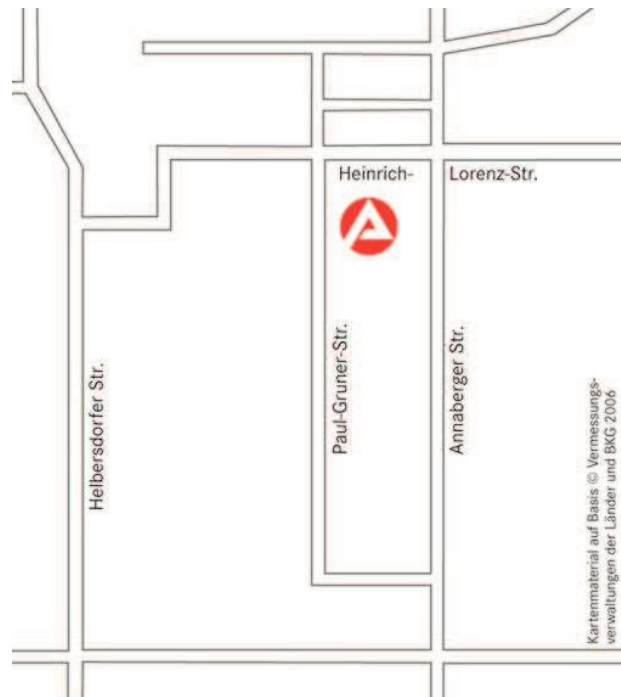 Heinrich-
Lorenz-Str.
Helbersdorfer Str.
Paul-Gruner-Str.
Annaberger Str.
Kartenmaterial auf Basis © Vermessungs-
verwaltungen der Länder und BKG 2006